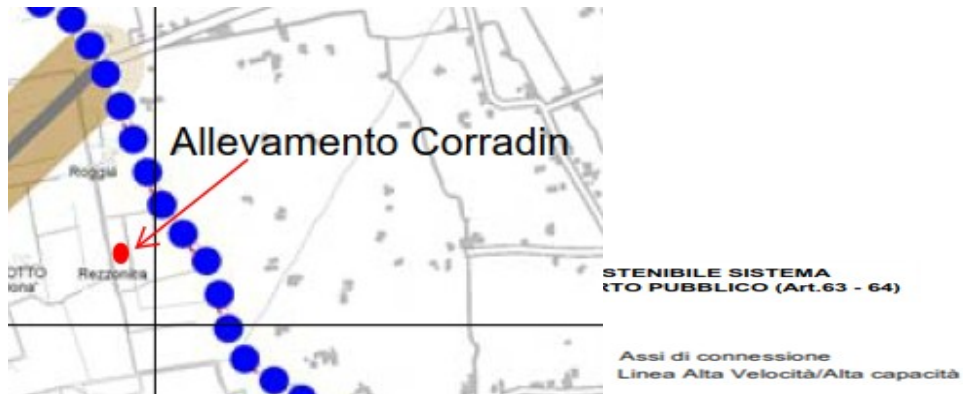 Allevamento Corradin
Roggia
OTTO
ona"
Rezzonica
STENIBILE SISTEMA
RTO PUBBLICO (Art.63 - 64)
Assi di connessione
Linea Alta Velocità/Alta capacità